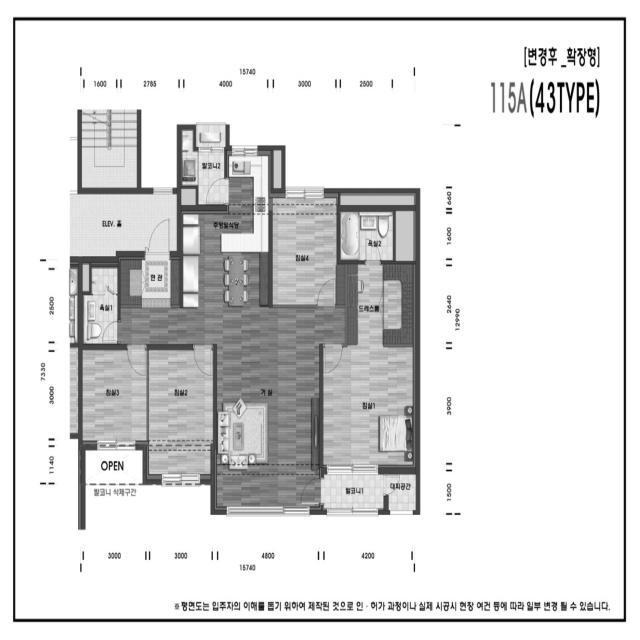 [변경후 _확장형]
115A(43TYPE)
15740
1600 2785 4000 3000 2500
발코니2
ELEV. 홀
주방및식당
침실4
욕실2
현관
욕실1
드레스룸
침실3
침실2
거실
침실1
OPEN
발코니 삭제구간
발코니1
대피공간
2500
7330
3000
1140
660
1600
2640
12990
3900
1500
3000 3000 4800 4200
15740
※ 평면도는 입주자의 이해를 돕기 위하여 제작된 것으로 인 · 허가 과정이나 실제 시공시 현장 여건 등에 따라 일부 변경 될 수 있습니다.